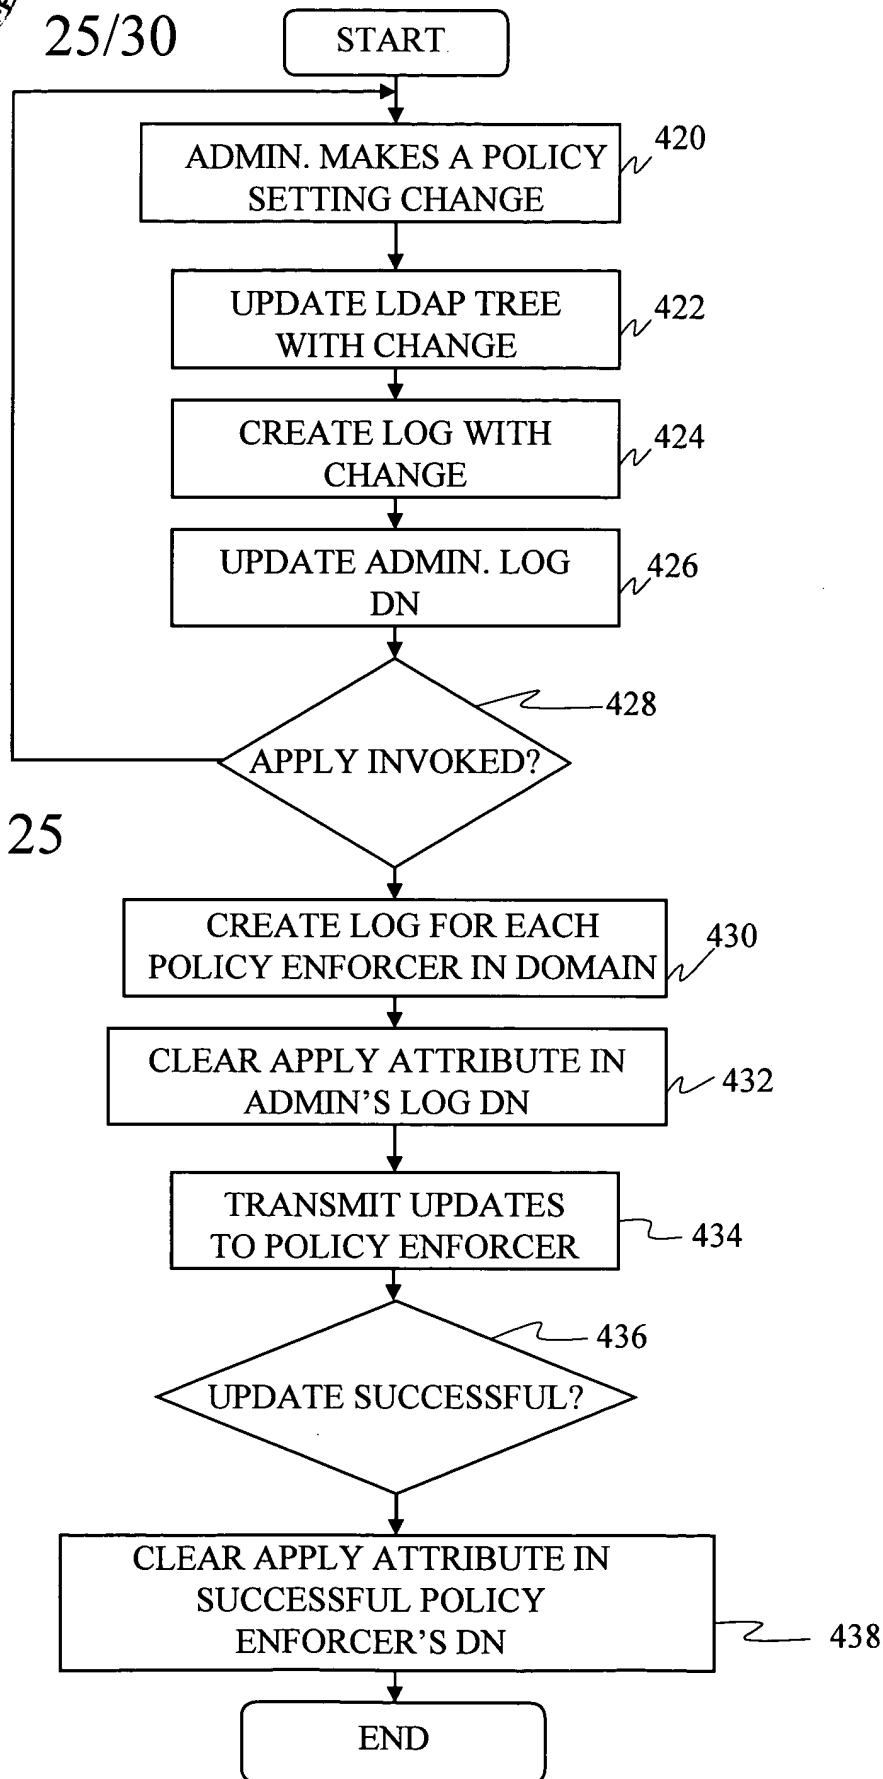 25/30
START
ADMIN. MAKES A POLICY
SETTING CHANGE
420
UPDATE LDAP TREE
WITH CHANGE
422
CREATE LOG WITH
CHANGE
424
UPDATE ADMIN. LOG
DN
426
428
APPLY INVOKED?
25
CREATE LOG FOR EACH
POLICY ENFORCER IN DOMAIN
430
CLEAR APPLY ATTRIBUTE IN
ADMIN'S LOG DN
432
TRANSMIT UPDATES
TO POLICY ENFORCER
434
436
UPDATE SUCCESSFUL?
CLEAR APPLY ATTRIBUTE IN
SUCCESSFUL POLICY
ENFORCER'S DN
438
END